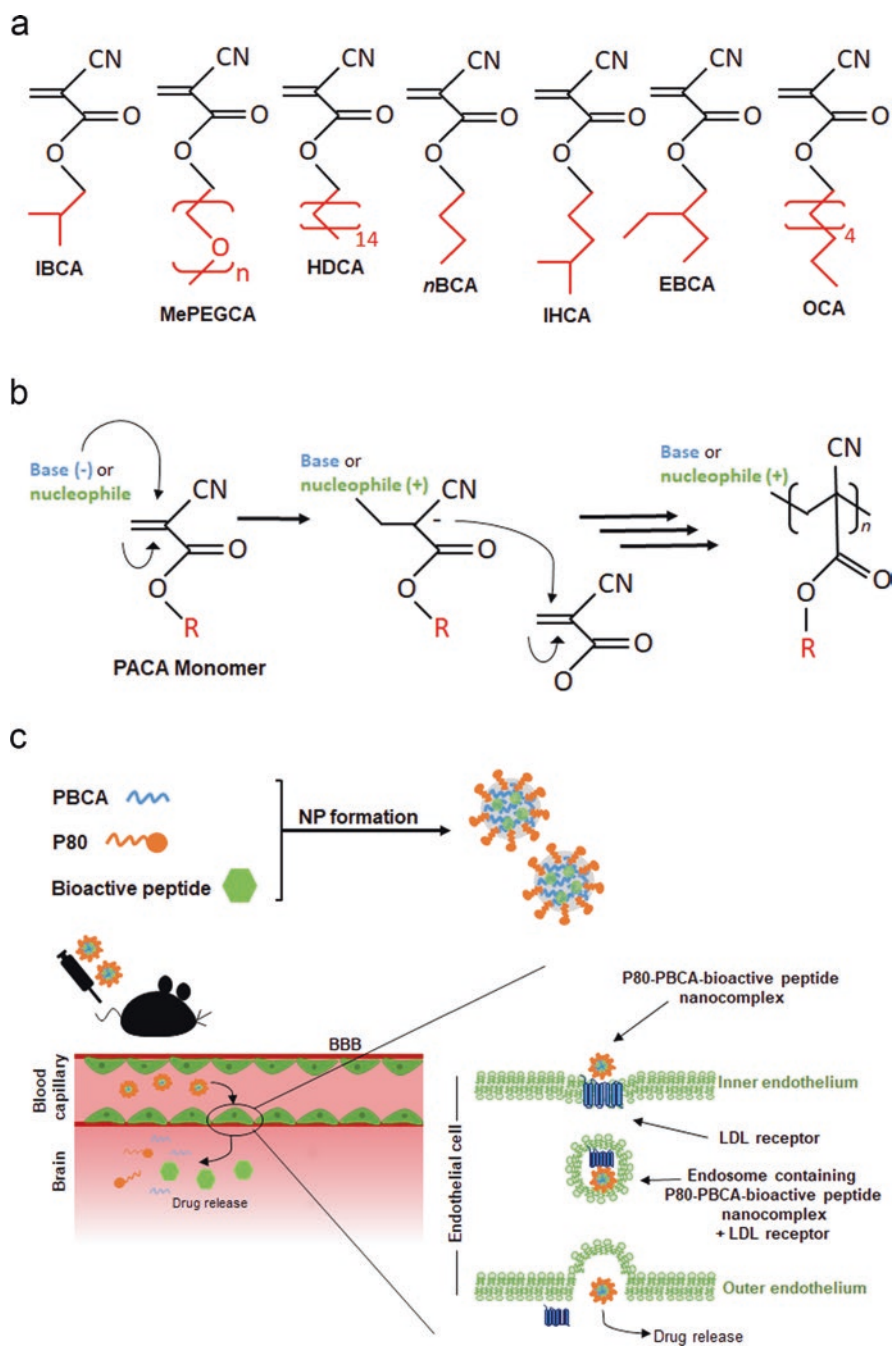 a
CN CN CN CN CN CN CN
O O O O O O O
O O O O O O O
O
n
14
4
IBCA
MePEGCA
HDCA
nBCA
IHCA
EBCA
OCA
b
Base (-) or
nucleophile
CN
O
O
R
PACA Monomer
Base or
nucleophile (+)
CN
-
O
O
R
CN
O
O
Base or
nucleophile (+)
CN
n
O
O
R
c
PBCA
P80
Bioactive peptide
NP formation
BBB
Blood
capillary
Brain
Drug release
P80-PBCA-bioactive peptide
nanocomplex
Endothelial cell
Inner endothelium
LDL receptor
Endosome containing
P80-PBCA-bioactive peptide
nanocomplex
+ LDL receptor
Outer endothelium
Drug release